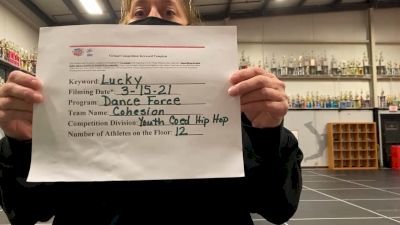 Virtual Competition Keyword Template
Keyword: Lucky
Filming Date* 3-15-21
Program: Dance Force
Team Name: Cohesion
Competition Division: Youth Coed Hip Hop
Number of Athletes on the Floor: 12